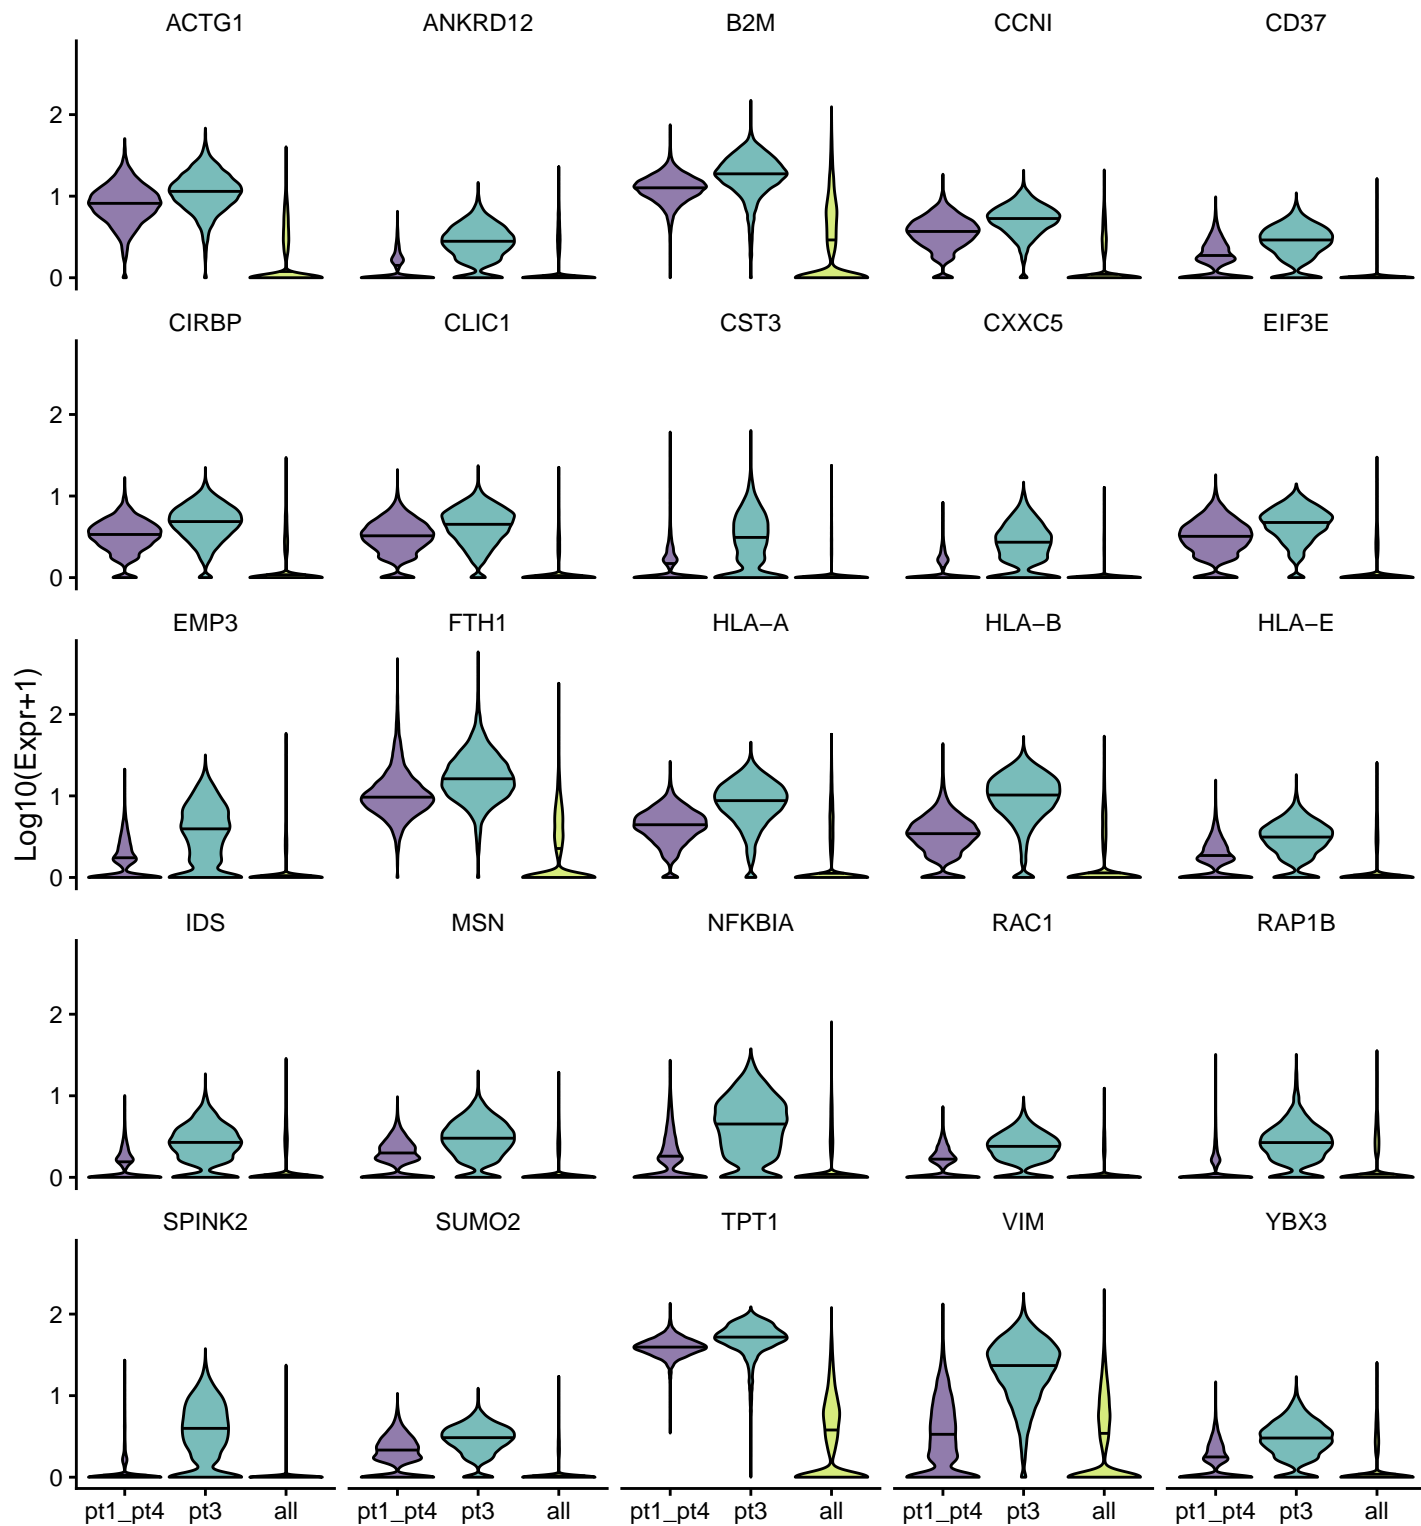 ACTG1 ANKRD12 B2M CCNI CD37
2
1
0
CIRBP CLIC1 CST3 CXXC5 EIF3E
2
1
0
EMP3 FTH1 HLA−A HLA−B HLA−E
Log10(Expr+1)
2
1
0
IDS MSN NFKBIA RAC1 RAP1B
2
1
0
SPINK2 SUMO2 TPT1 VIM YBX3
2
1
0
pt1_pt4 pt3 all pt1_pt4 pt3 all pt1_pt4 pt3 all pt1_pt4 pt3 all pt1_pt4 pt3 all